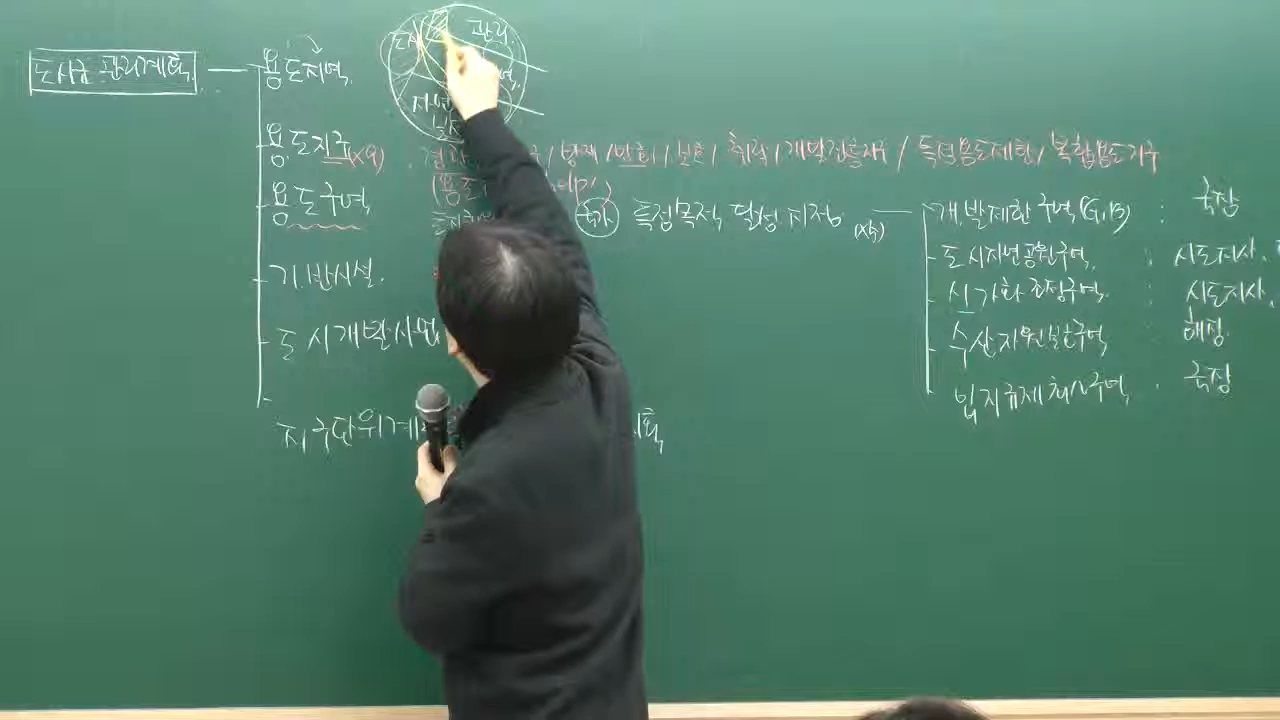 도시군 관리계획 용도지역
도시 관리
용도지구(x9) / 방재 / 방화 / 보호 / 취락 / 개발진흥지구 / 특정용도제한 / 복합용도지구
용도구역 국가 특정목적 달성 지정 (x5) 개발제한구역(G.B) : 국장
도시자연공원구역 : 시도지사.
기반시설. 시가화 조정구역 : 시도지사,
도시개발사업 수산자원보호구역 해장
입지규제최소구역, 국장
지구단위계